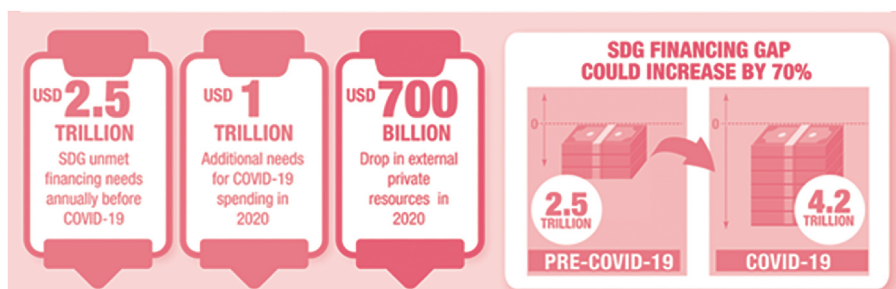 USD 2.5
TRILLION
SDG unmet
financing needs
annually before
COVID-19
USD 1
TRILLION
Additional needs
for COVID-19
spending in
2020
USD 700
BILLION
Drop in external
private
resources in
2020
SDG FINANCING GAP
COULD INCREASE BY 70%
0
2.5
TRILLION
PRE-COVID-19
0
4.2
TRILLION
COVID-19